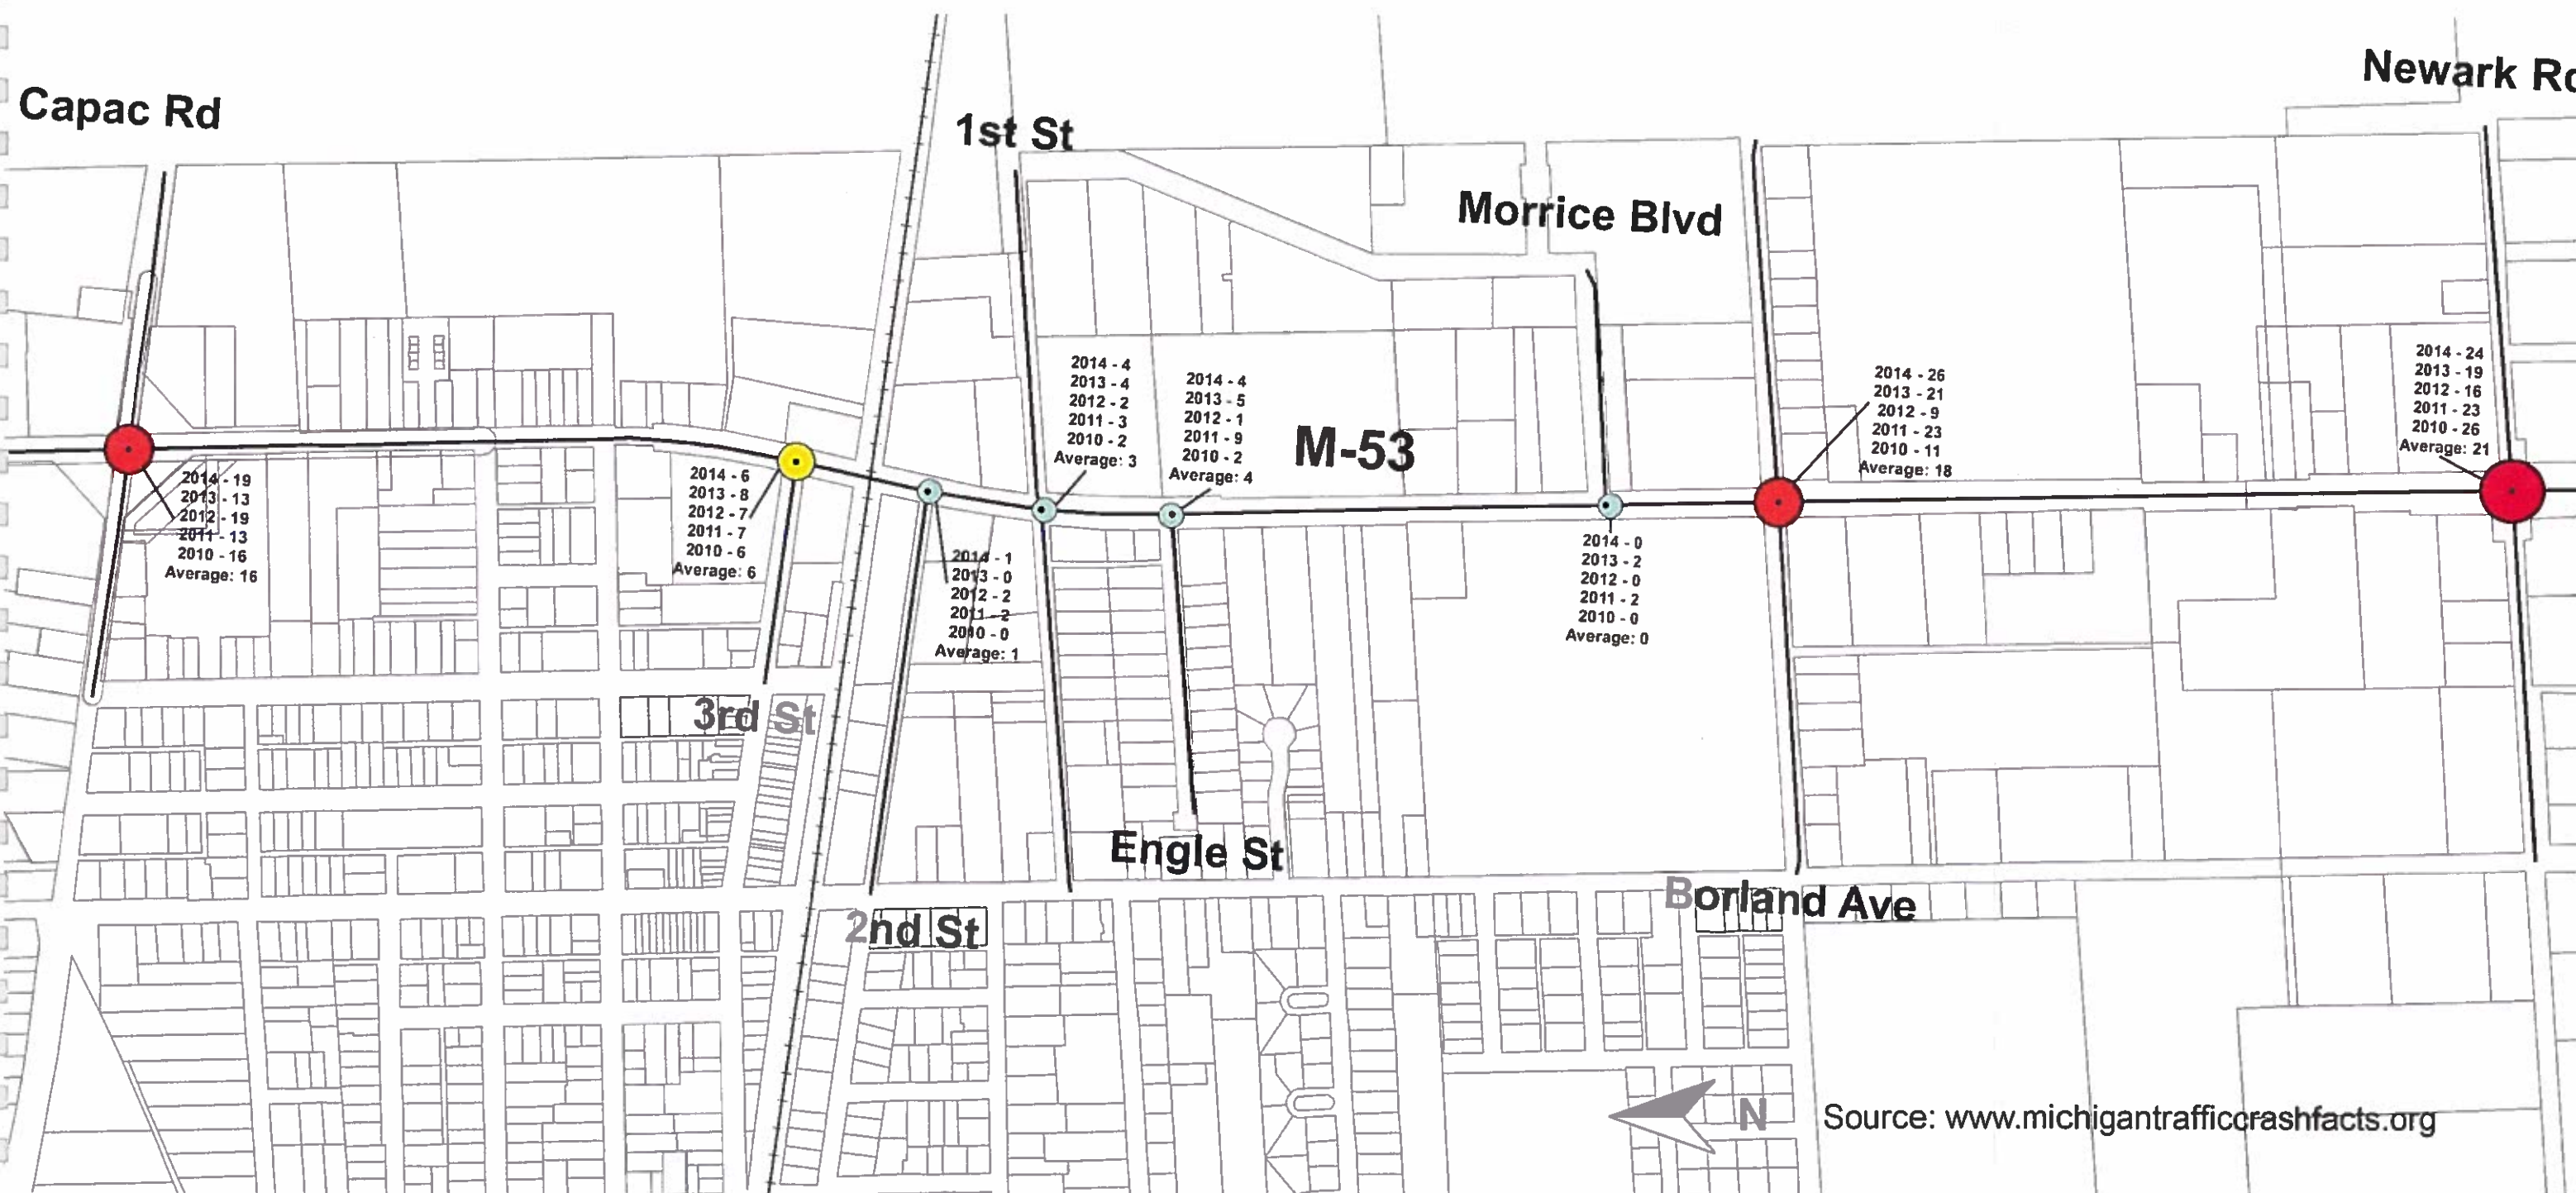 Capac Rd
1st St
Morrice Blvd
Newark Rd
M-53
2014 - 19
2013 - 13
2012 - 19
2011 - 13
2010 - 16
Average: 16
2014 - 6
2013 - 8
2012 - 7
2011 - 7
2010 - 6
Average: 6
2014 - 1
2013 - 0
2012 - 2
2011 - 2
2010 - 0
Average: 1
2014 - 4
2013 - 4
2012 - 2
2011 - 3
2010 - 2
Average: 3
2014 - 4
2013 - 5
2012 - 1
2011 - 9
2010 - 2
Average: 4
2014 - 0
2013 - 2
2012 - 0
2011 - 2
2010 - 0
Average: 0
2014 - 26
2013 - 21
2012 - 9
2011 - 23
2010 - 11
Average: 18
2014 - 24
2013 - 19
2012 - 16
2011 - 23
2010 - 26
Average: 21
3rd St
Engle St
2nd St
Borland Ave
N
Source: www.michigantrafficcrashfacts.org